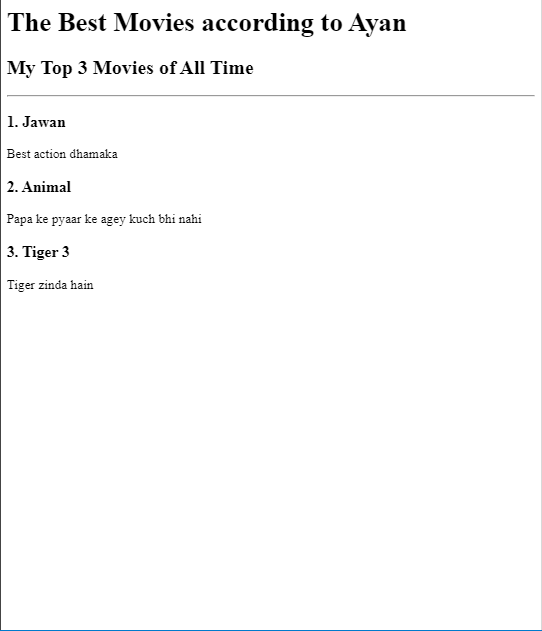 The Best Movies according to Ayan
My Top 3 Movies of All Time
1. Jawan
Best action dhamaka
2. Animal
Papa ke pyaar ke agey kuch bhi nahi
3. Tiger 3
Tiger zinda hain